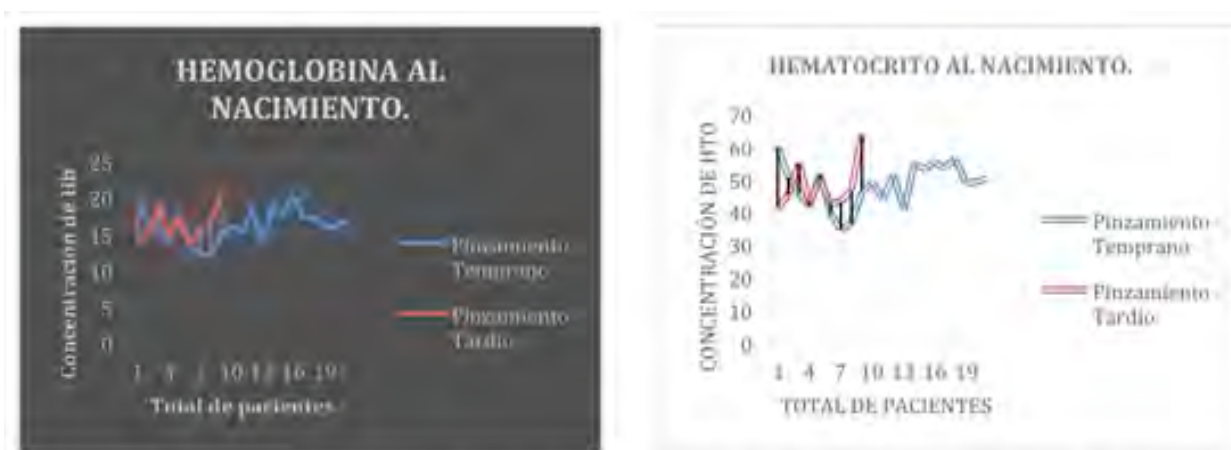 HEMOGLOBINA AL
NACIMIENTO.
Concentración de Hb
25
20
15
10
5
0
1 10 13 16 19
Total de pacientes
Pinzamiento
Temprano
Pinzamiento
Tardio
HEMATOCRITO AL NACIMIENTO.
CONCENTRACIÓN DE HTO
70
60
50
40
30
20
10
0
1 4 7 10 13 16 19
TOTAL DE PACIENTES
Pinzamiento
Temprano
Pinzamiento
Tardio